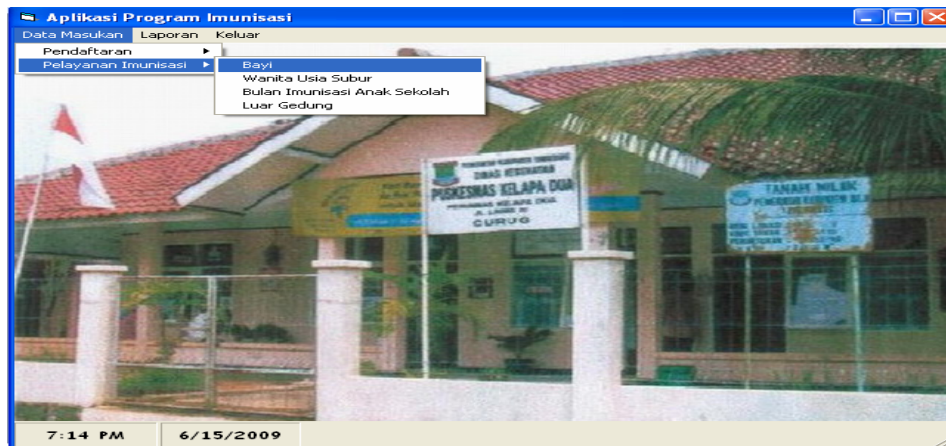 Aplikasi Program Imunisasi
Data Masukan Laporan Keluar
Pendaftaran
Pelayanan Imunisasi
Bayi
Wanita Usia Subur
Bulan Imunisasi Anak Sekolah
Luar Gedung
DINAS KESEHATAN
PUSKESMAS KELAPA DUA
CURUG
TANAH MILIK
7:14 PM 6/15/2009